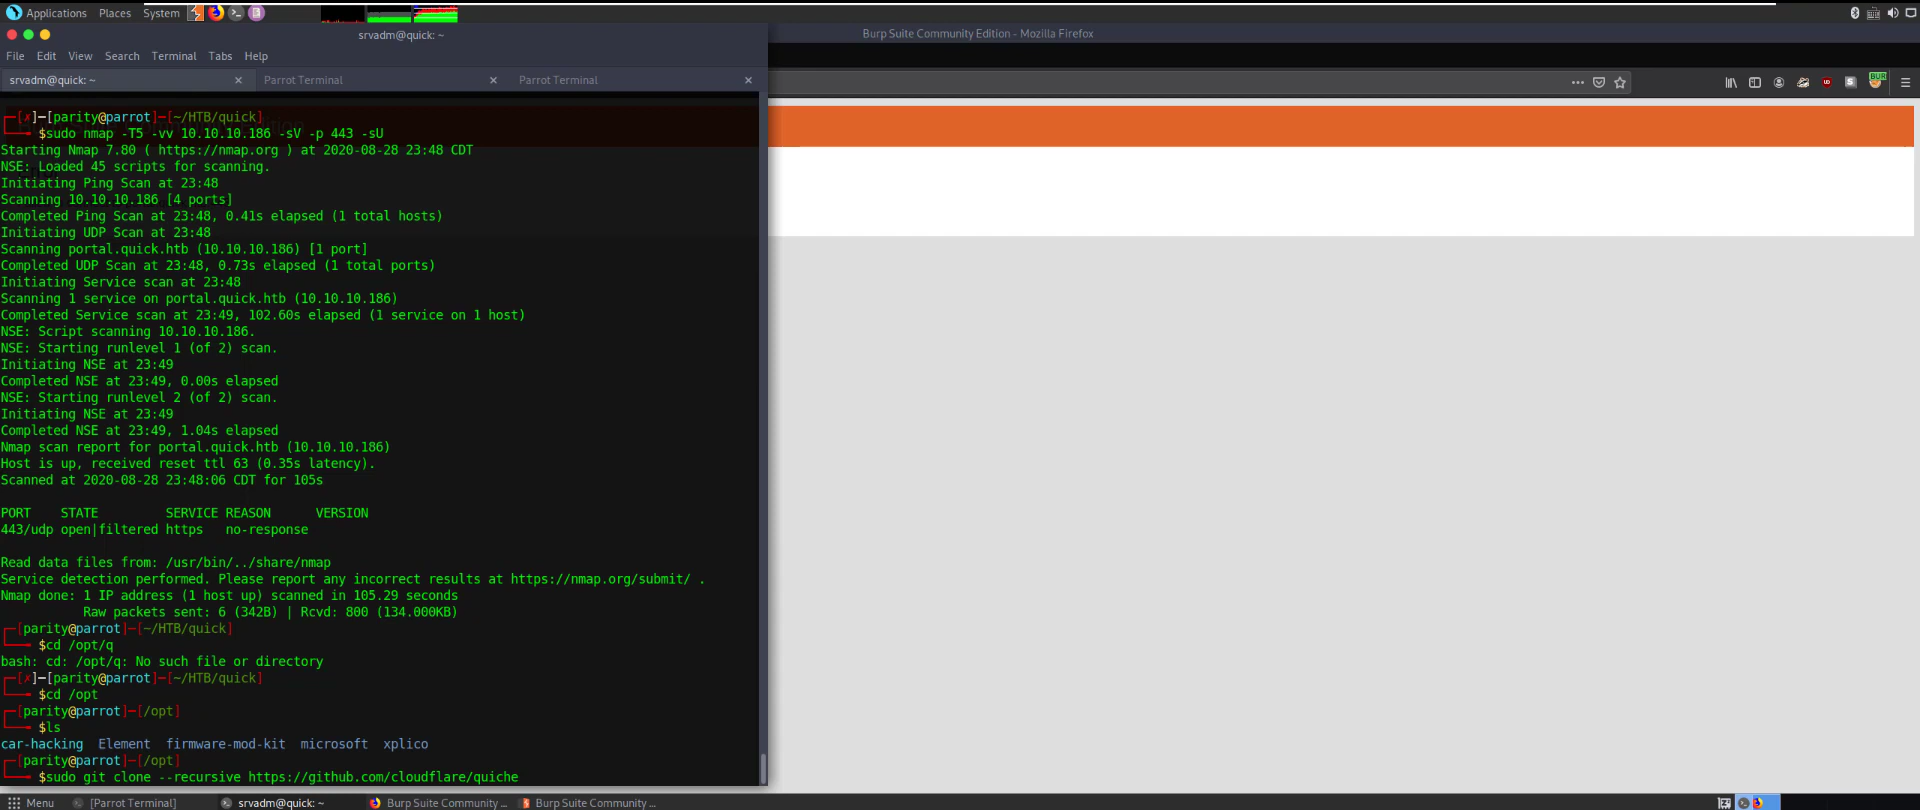 Applications Places System
srvadm@quick: ~
Burp Suite Community Edition - Mozilla Firefox
File Edit View Search Terminal Tabs Help
srvadm@quick: ~ × Parrot Terminal × Parrot Terminal ×
┌─[✗]─[parity@parrot]─[~/HTB/quick]
└──╼ $sudo nmap -T5 -vv 10.10.10.186 -sV -p 443 -sU
Starting Nmap 7.80 ( https://nmap.org ) at 2020-08-28 23:48 CDT
NSE: Loaded 45 scripts for scanning.
Initiating Ping Scan at 23:48
Scanning 10.10.10.186 [4 ports]
Completed Ping Scan at 23:48, 0.41s elapsed (1 total hosts)
Initiating UDP Scan at 23:48
Scanning portal.quick.htb (10.10.10.186) [1 port]
Completed UDP Scan at 23:48, 0.73s elapsed (1 total ports)
Initiating Service scan at 23:48
Scanning 1 service on portal.quick.htb (10.10.10.186)
Completed Service scan at 23:49, 102.60s elapsed (1 service on 1 host)
NSE: Script scanning 10.10.10.186.
NSE: Starting runlevel 1 (of 2) scan.
Initiating NSE at 23:49
Completed NSE at 23:49, 0.00s elapsed
NSE: Starting runlevel 2 (of 2) scan.
Initiating NSE at 23:49
Completed NSE at 23:49, 1.04s elapsed
Nmap scan report for portal.quick.htb (10.10.10.186)
Host is up, received reset ttl 63 (0.35s latency).
Scanned at 2020-08-28 23:48:06 CDT for 105s
PORT    STATE         SERVICE REASON      VERSION
443/udp open|filtered https   no-response
Read data files from: /usr/bin/../share/nmap
Service detection performed. Please report any incorrect results at https://nmap.org/submit/ .
Nmap done: 1 IP address (1 host up) scanned in 105.29 seconds
Raw packets sent: 6 (342B) | Rcvd: 800 (134.000KB)
┌─[parity@parrot]─[~/HTB/quick]
└──╼ $cd /opt/q
bash: cd: /opt/q: No such file or directory
┌─[✗]─[parity@parrot]─[~/HTB/quick]
└──╼ $cd /opt
┌─[parity@parrot]─[/opt]
└──╼ $ls
car-hacking  Element  firmware-mod-kit  microsoft  xplico
┌─[parity@parrot]─[/opt]
└──╼ $sudo git clone --recursive https://github.com/cloudflare/quiche
Menu [Parrot Terminal] srvadm@quick: ~ Burp Suite Community ... Burp Suite Community ...